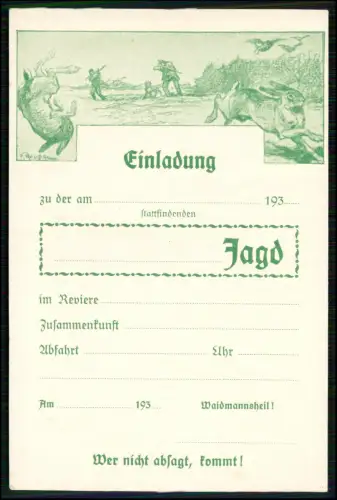 Einladung
zu der am 193
stattfindenden
Jagd
im Reviere
Zusammenkunft
Abfahrt Uhr
Am 193 Waidmannsheil!
Wer nicht absagt, kommt!